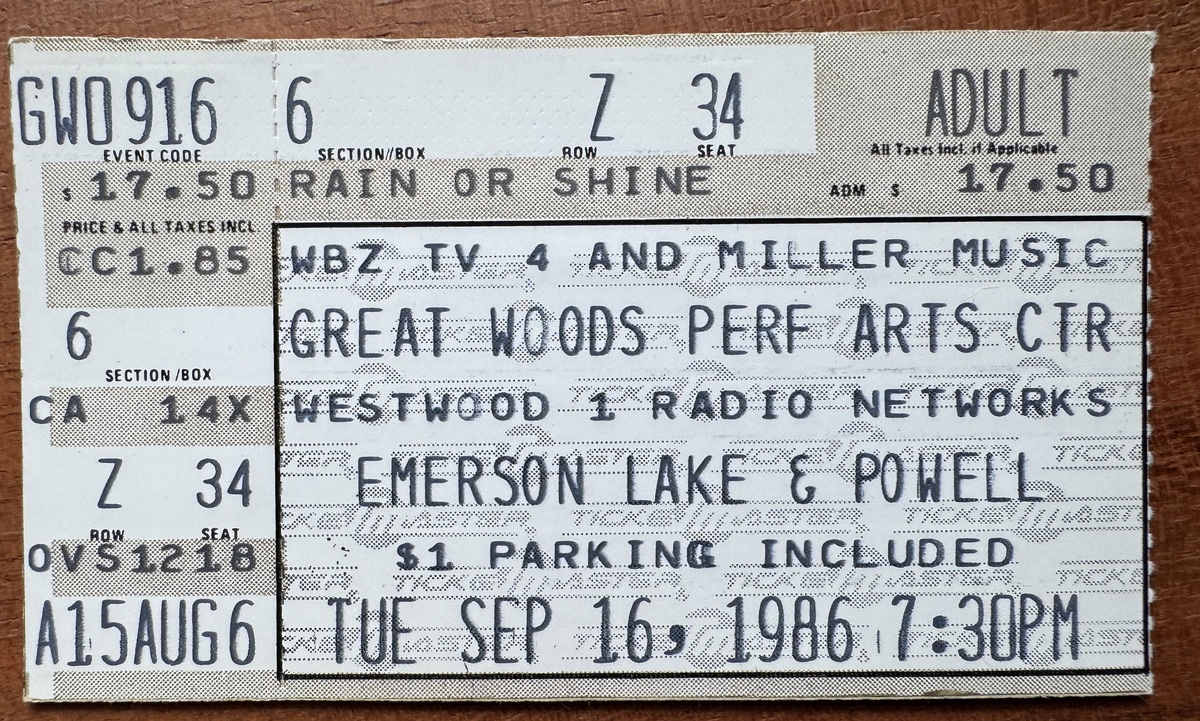 GWO916
EVENT CODE
$ 17.50
PRICE & ALL TAXES INCL
CC1.85
6
SECTION/BOX
CA 14X
Z 34
ROW SEAT
OVS1218
A15AUG6
6 Z 34 ADULT
SECTION//BOX ROW SEAT All Taxes Incl. if Applicable
RAIN OR SHINE ADM $ 17.50
WBZ TV 4 AND MILLER MUSIC
GREAT WOODS PERF ARTS CTR
WESTWOOD 1 RADIO NETWORKS
EMERSON LAKE & POWELL
$1 PARKING INCLUDED
TUE SEP 16, 1986 7:30PM